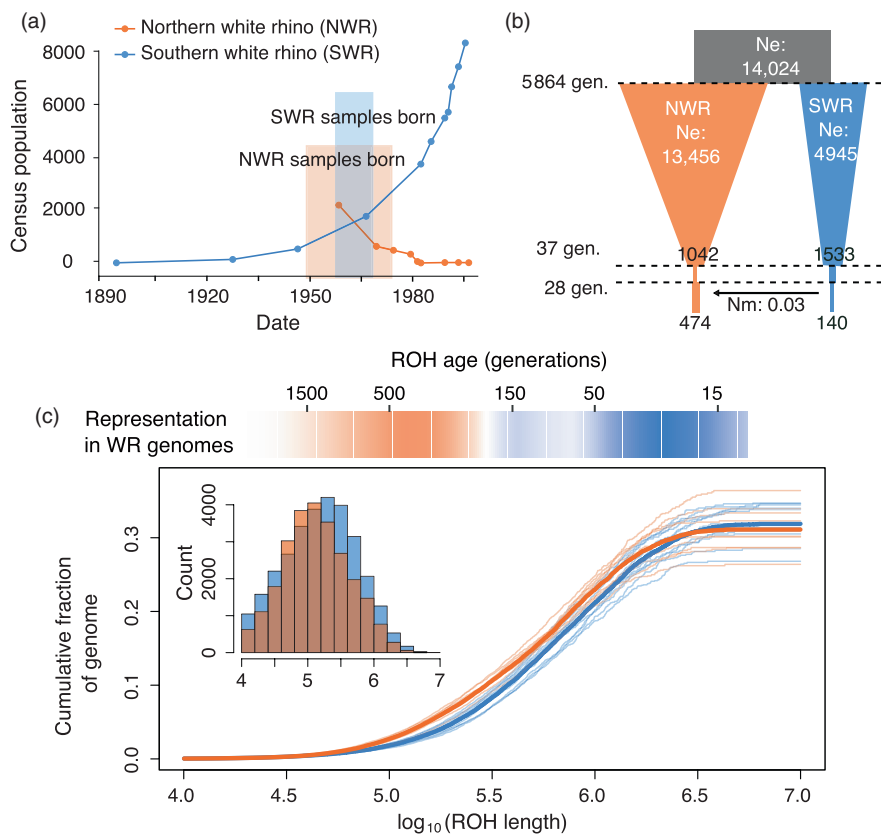 (a)
Northern white rhino (NWR)
Southern white rhino (SWR)
8000
6000
4000
2000
0
Census population
SWR samples born
NWR samples born
1890
1920
1950
1980
Date
(b)
Ne:
14,024
5864 gen.
NWR
Ne:
13,456
SWR
Ne:
4945
37 gen.
1042
1533
28 gen.
Nm: 0.03
474
140
(c)
ROH age (generations)
1500
500
150
50
15
Representation
in WR genomes
Cumulative fraction
of genome
0.3
0.2
0.1
0.0
Count
4000
2000
0
4
5
6
7
4.0
4.5
5.0
5.5
6.0
6.5
7.0
log10(ROH length)